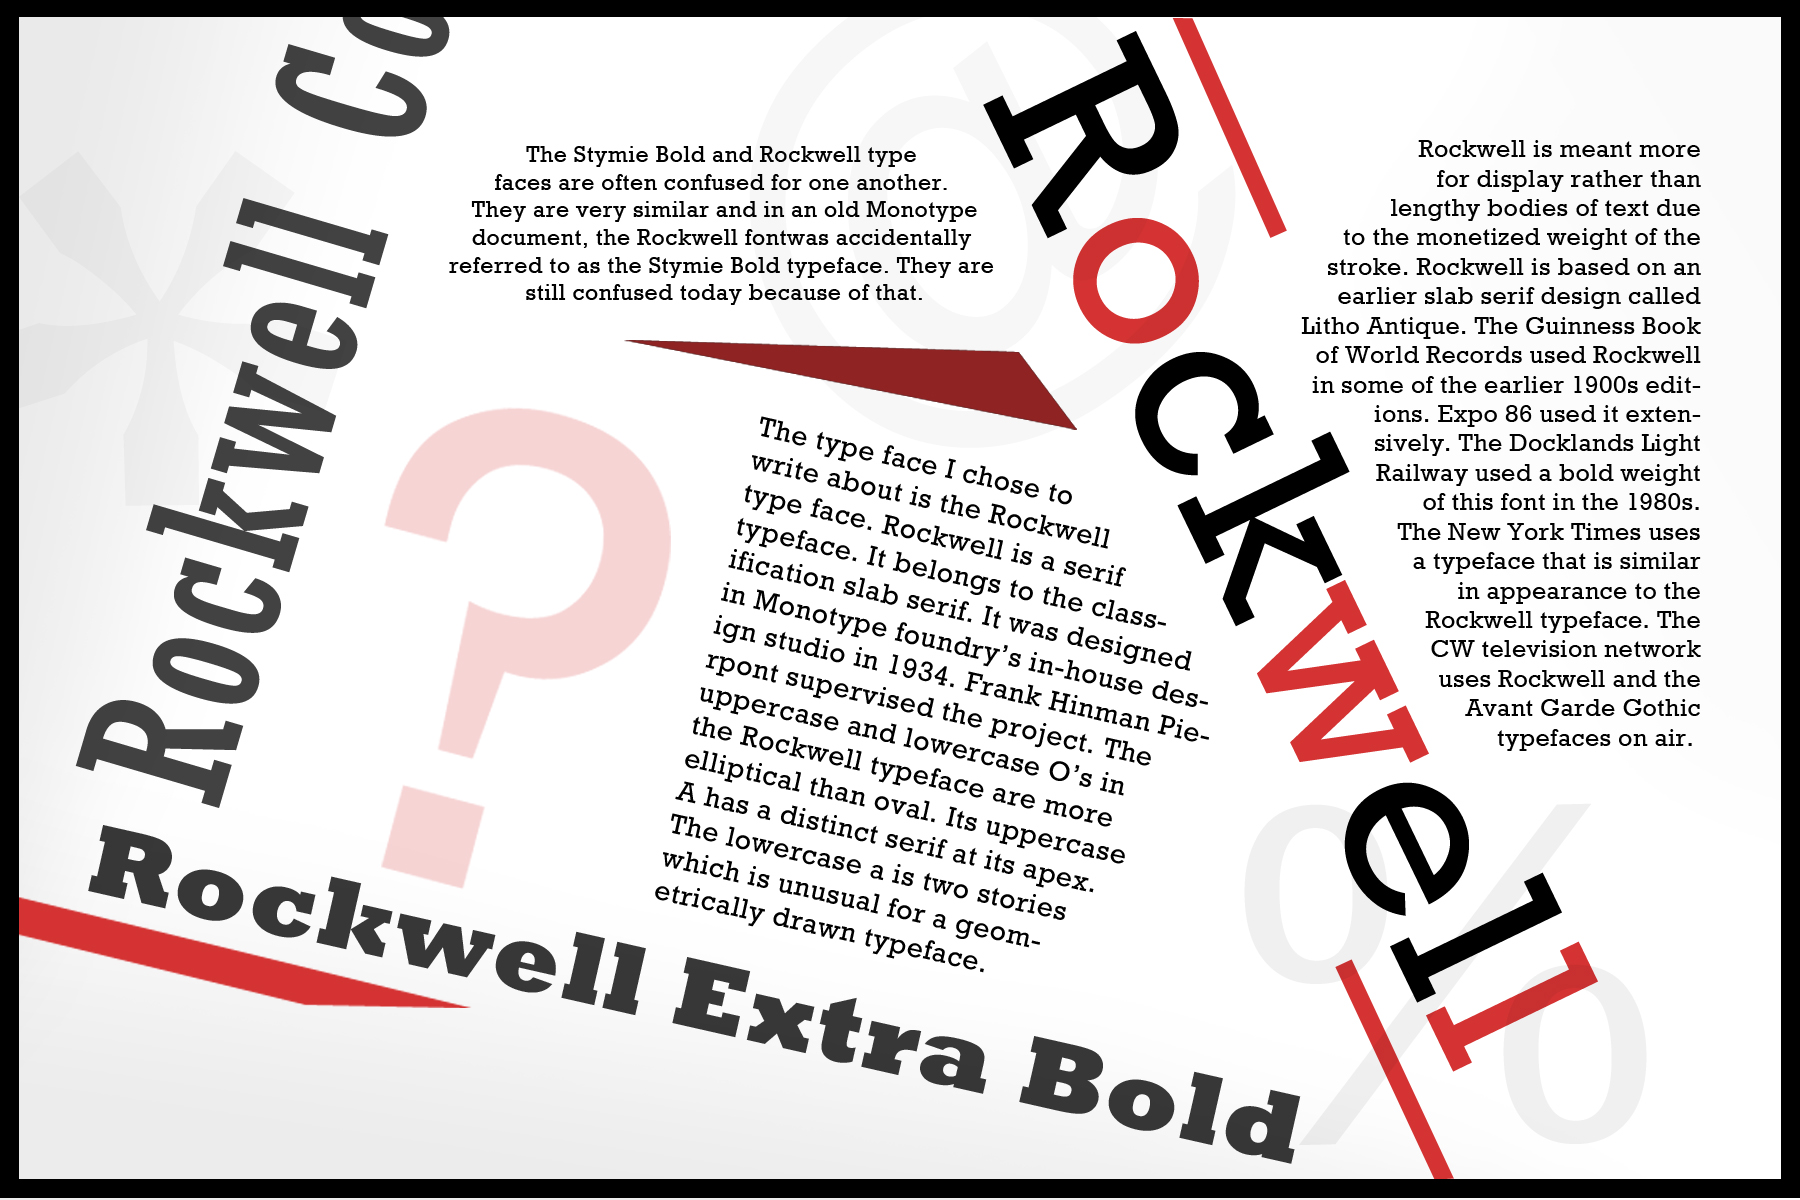 Rockwell Co
The Stymie Bold and Rockwell type
faces are often confused for one another.
They are very similar and in an old Monotype
document, the Rockwell fontwas accidentally
referred to as the Stymie Bold typeface. They are
still confused today because of that.
@
*
?
The type face I chose to
write about is the Rockwell
type face. Rockwell is a serif
typeface. It belongs to the class-
ification slab serif. It was designed
in Monotype foundry's in-house des-
ign studio in 1934. Frank Hinman Pie-
rpont supervised the project. The
uppercase and lowercase O's in
the Rockwell typeface are more
elliptical than oval. Its uppercase
A has a distinct serif at its apex.
The lowercase a is two stories
which is unusual for a geom-
etrically drawn typeface.
Rockwell
Rockwell is meant more
for display rather than
lengthy bodies of text due
to the monetized weight of the
stroke. Rockwell is based on an
earlier slab serif design called
Litho Antique. The Guinness Book
of World Records used Rockwell
in some of the earlier 1900s edit-
ions. Expo 86 used it exten-
sively. The Docklands Light
Railway used a bold weight
of this font in the 1980s.
The New York Times uses
a typeface that is similar
in appearance to the
Rockwell typeface. The
CW television network
uses Rockwell and the
Avant Garde Gothic
typefaces on air.
%
Rockwell Extra Bold